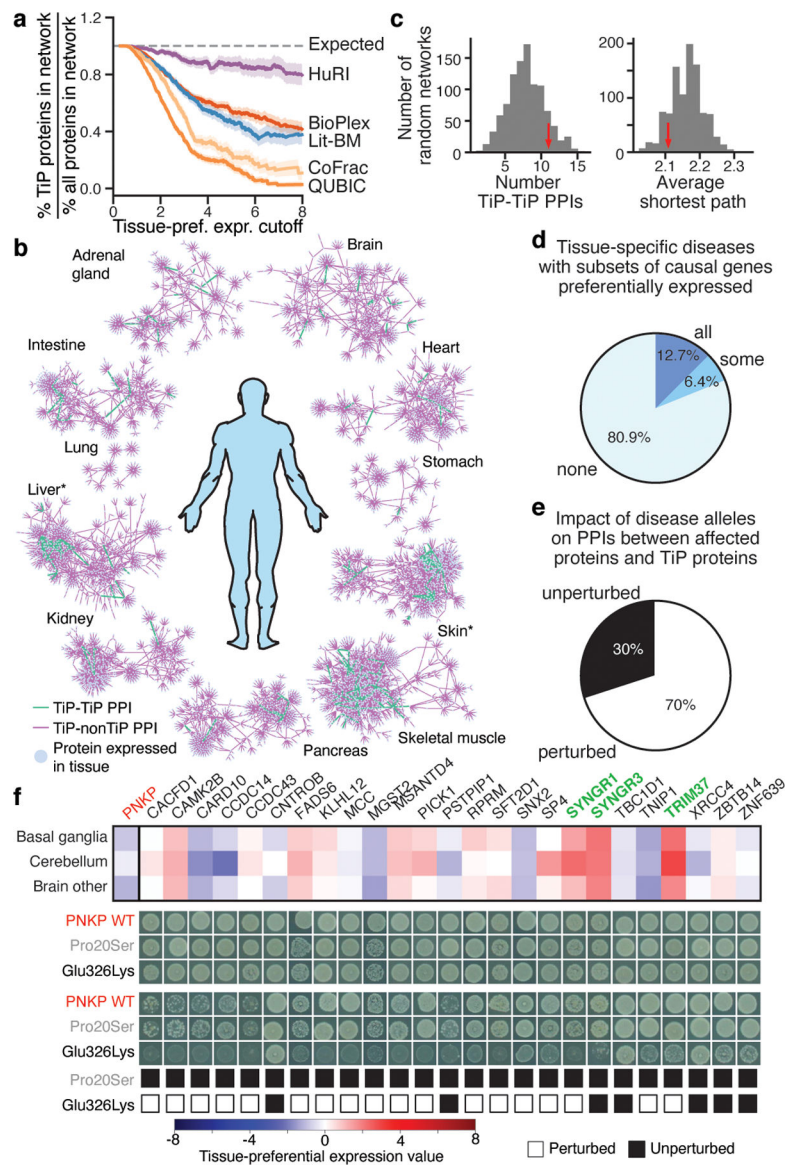 a
% TiP proteins in network
% all proteins in network
1.2
0.8
0.4
0.0
0
2
4
6
8
Tissue-pref. expr. cutoff
Expected
HuRI
BioPlex
Lit-BM
CoFrac
QUBIC
c
Number of
random networks
150
100
50
0
5
10
15
Number
TiP-TiP PPIs
200
100
0
2.1
2.2
2.3
Average
shortest path
b
Adrenal
gland
Brain
Intestine
Heart
Lung
Stomach
Liver*
Kidney
Skin*
Pancreas
Skeletal muscle
TiP-TiP PPI
TiP-nonTiP PPI
Protein expressed
in tissue
d
Tissue-specific diseases
with subsets of causal genes
preferentially expressed
all
12.7%
some
6.4%
80.9%
none
e
Impact of disease alleles
on PPIs between affected
proteins and TiP proteins
unperturbed
30%
70%
perturbed
f
PNKP
CACFD1
CAMK2B
CARD10
CCDC14
CCDC43
CNTROB
FADS6
KLHL12
MCC
MGST2
MSANTD4
PICK1
PSTPIP1
RPRM
SFT2D1
SNX2
SP4
SYNGR1
SYNGR3
TBC1D1
TNIP1
TRIM37
XRCC4
ZBTB14
ZNF639
Basal ganglia
Cerebellum
Brain other
PNKP WT
Pro20Ser
Glu326Lys
PNKP WT
Pro20Ser
Glu326Lys
Pro20Ser
Glu326Lys
-8
-4
0
4
8
Tissue-preferential expression value
Perturbed
Unperturbed